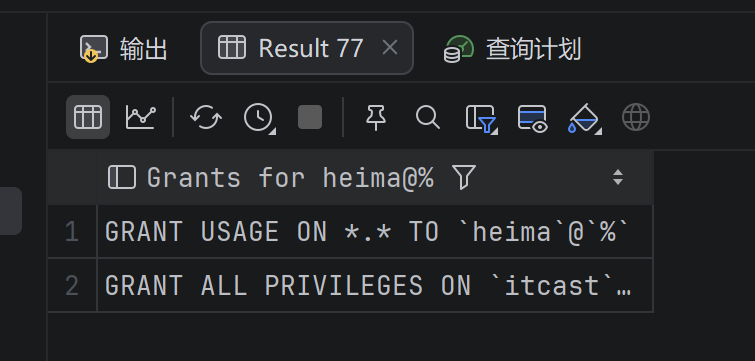 输出 Result 77 查询计划
Grants for heima@%
1 GRANT USAGE ON *.* TO `heima`@`%`
2 GRANT ALL PRIVILEGES ON `itcast`…